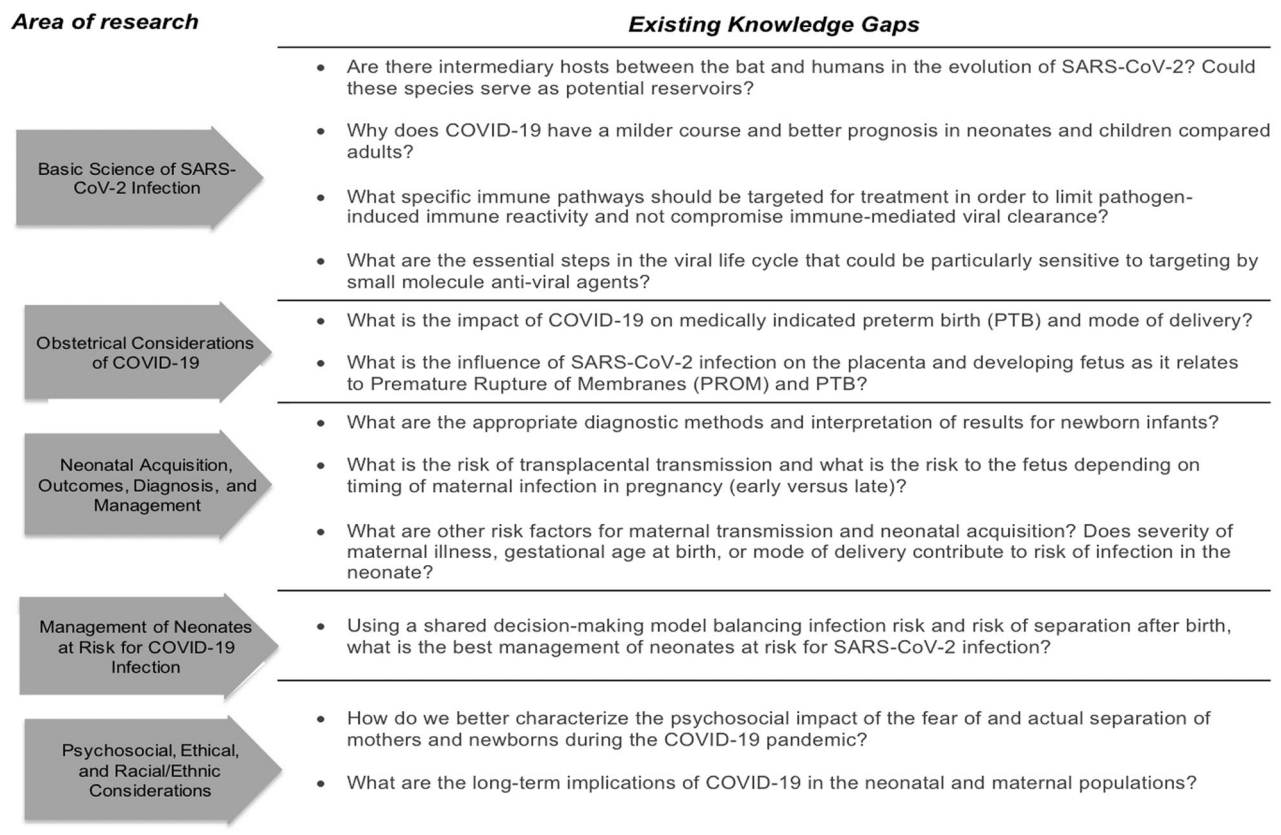 Area of research
Existing Knowledge Gaps
Basic Science of SARS-
CoV-2 Infection
• Are there intermediary hosts between the bat and humans in the evolution of SARS-CoV-2? Could
these species serve as potential reservoirs?
• Why does COVID-19 have a milder course and better prognosis in neonates and children compared
adults?
• What specific immune pathways should be targeted for treatment in order to limit pathogen-
induced immune reactivity and not compromise immune-mediated viral clearance?
• What are the essential steps in the viral life cycle that could be particularly sensitive to targeting by
small molecule anti-viral agents?
Obstetrical Considerations
of COVID-19
• What is the impact of COVID-19 on medically indicated preterm birth (PTB) and mode of delivery?
• What is the influence of SARS-CoV-2 infection on the placenta and developing fetus as it relates
to Premature Rupture of Membranes (PROM) and PTB?
Neonatal Acquisition,
Outcomes, Diagnosis, and
Management
• What are the appropriate diagnostic methods and interpretation of results for newborn infants?
• What is the risk of transplacental transmission and what is the risk to the fetus depending on
timing of maternal infection in pregnancy (early versus late)?
• What are other risk factors for maternal transmission and neonatal acquisition? Does severity of
maternal illness, gestational age at birth, or mode of delivery contribute to risk of infection in the
neonate?
Management of Neonates
at Risk for COVID-19
Infection
• Using a shared decision-making model balancing infection risk and risk of separation after birth,
what is the best management of neonates at risk for SARS-CoV-2 infection?
Psychosocial, Ethical,
and Racial/Ethnic
Considerations
• How do we better characterize the psychosocial impact of the fear of and actual separation of
mothers and newborns during the COVID-19 pandemic?
• What are the long-term implications of COVID-19 in the neonatal and maternal populations?